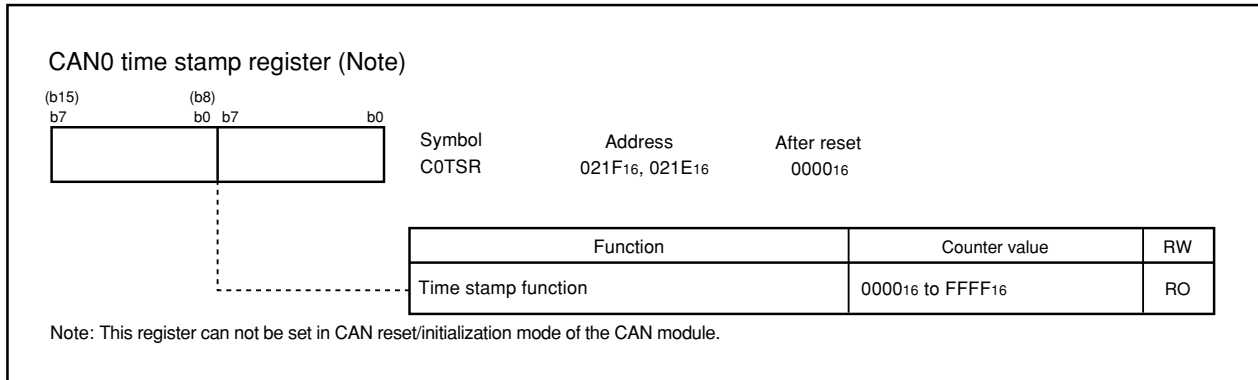 CAN0 time stamp register (Note)
(b15) (b8)
b7 b0 b7 b0
Symbol Address After reset
C0TSR 021F16, 021E16 000016
Function Counter value RW
Time stamp function 000016 to FFFF16 RO
Note: This register can not be set in CAN reset/initialization mode of the CAN module.